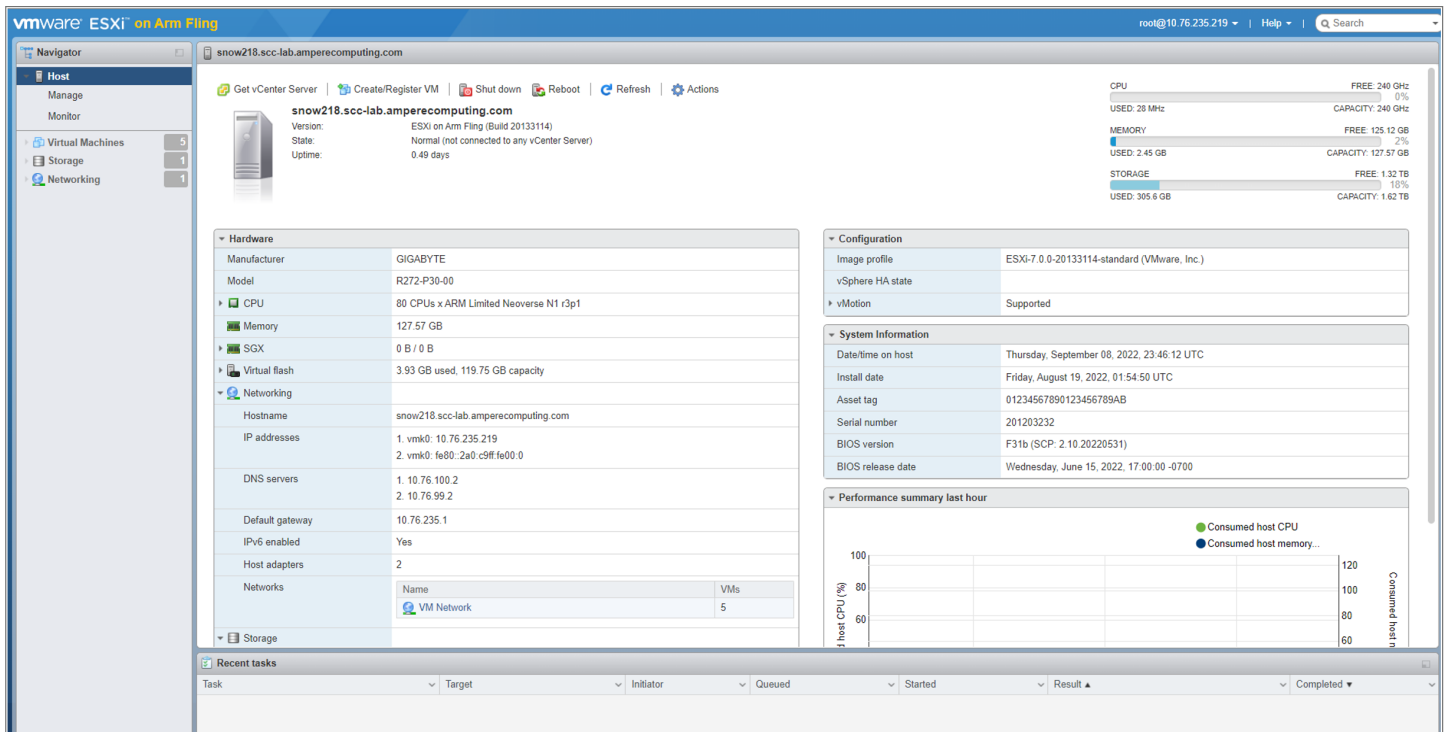 vmware ESXi™ on Arm Fling
root@10.76.235.219 | Help | Search
Navigator
Host
Manage
Monitor
Virtual Machines 5
Storage 1
Networking 1
snow218.scc-lab.amperecomputing.com
Get vCenter Server | Create/Register VM | Shut down Reboot | Refresh | Actions
snow218.scc-lab.amperecomputing.com
Version: ESXi on Arm Fling (Build 20133114)
State: Normal (not connected to any vCenter Server)
Uptime: 0.49 days
CPU FREE: 240 GHz
0%
USED: 28 MHz CAPACITY: 240 GHz
MEMORY FREE: 125.12 GB
2%
USED: 2.45 GB CAPACITY: 127.57 GB
STORAGE FREE: 1.32 TB
18%
USED: 305.6 GB CAPACITY: 1.62 TB
Hardware
Manufacturer GIGABYTE
Model R272-P30-00
CPU 80 CPUs x ARM Limited Neoverse N1 r3p1
Memory 127.57 GB
SGX 0 B / 0 B
Virtual flash 3.93 GB used, 119.75 GB capacity
Networking
Hostname snow218.scc-lab.amperecomputing.com
IP addresses 1. vmk0: 10.76.235.219
2. vmk0: fe80::2a0:c9ff:fe00:0
DNS servers 1. 10.76.100.2
2. 10.76.99.2
Default gateway 10.76.235.1
IPv6 enabled Yes
Host adapters 2
Networks Name VMs
VM Network 5
Storage
Configuration
Image profile ESXi-7.0.0-20133114-standard (VMware, Inc.)
vSphere HA state
vMotion Supported
System Information
Date/time on host Thursday, September 08, 2022, 23:46:12 UTC
Install date Friday, August 19, 2022, 01:54:50 UTC
Asset tag 01234567890123456789AB
Serial number 201203232
BIOS version F31b (SCP: 2.10.20220531)
BIOS release date Wednesday, June 15, 2022, 17:00:00 -0700
Performance summary last hour
Consumed host CPU
Consumed host memory...
100
80
60
host CPU (%)
120
100
80
60
Consumed host
Recent tasks
Task Target Initiator Queued Started Result ▲ Completed ▼